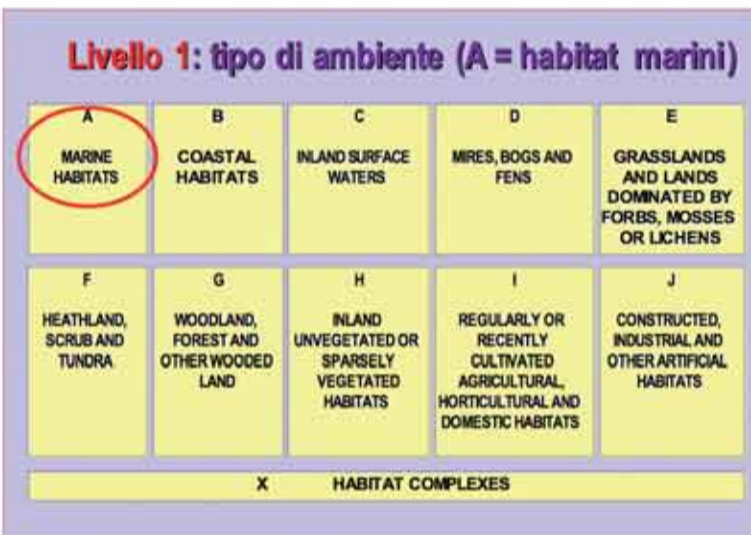 Livello 1: tipo di ambiente (A = habitat marini)
A
MARINE
HABITATS
B
COASTAL
HABITATS
C
INLAND SURFACE
WATERS
D
MIRES, BOGS AND
FENS
E
GRASSLANDS
AND LANDS
DOMINATED BY
FORBS, MOSSES
OR LICHENS
F
HEATHLAND,
SCRUB AND
TUNDRA
G
WOODLAND,
FOREST AND
OTHER WOODED
LAND
H
INLAND
UNVEGETATED OR
SPARSELY
VEGETATED
HABITATS
I
REGULARLY OR
RECENTLY
CULTIVATED
AGRICULTURAL,
HORTICULTURAL AND
DOMESTIC HABITATS
J
CONSTRUCTED,
INDUSTRIAL AND
OTHER ARTIFICIAL
HABITATS
X HABITAT COMPLEXES